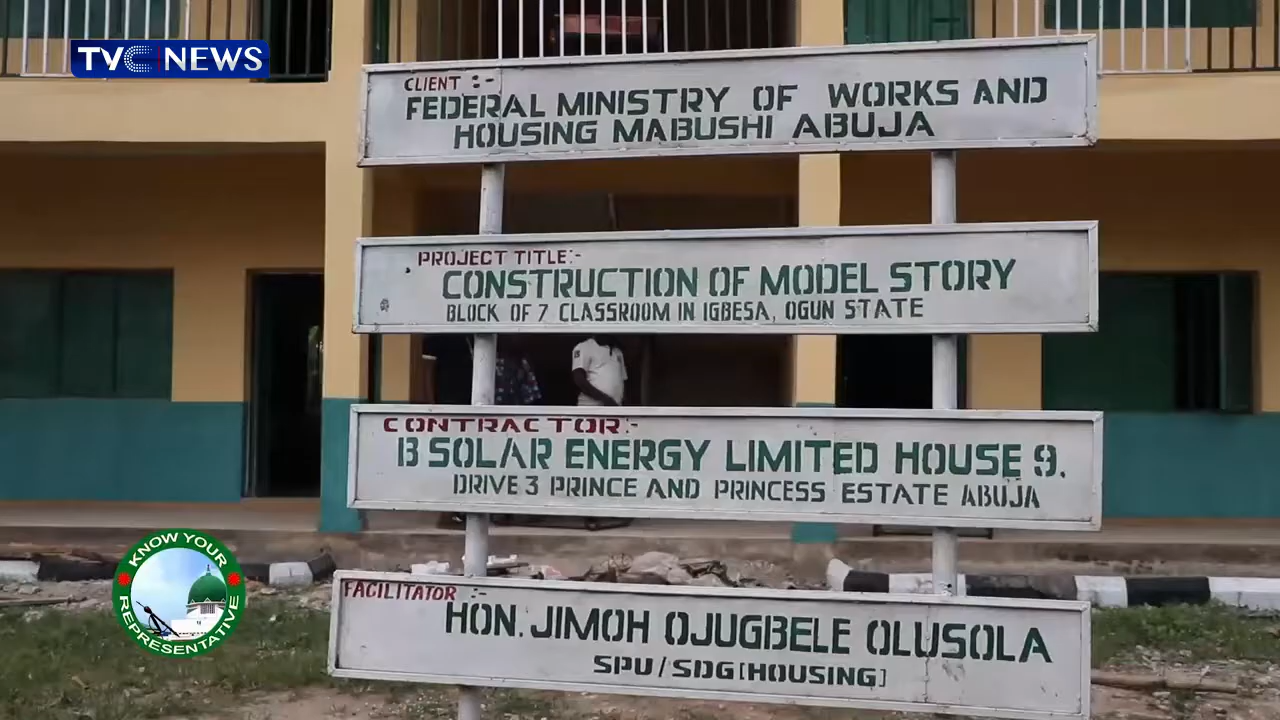 TVC NEWS
CLIENT :-
FEDERAL MINISTRY OF WORKS AND
HOUSING MABUSHI ABUJA
PROJECT TITLE:-
CONSTRUCTION OF MODEL STORY
BLOCK OF 7 CLASSROOM IN IGBESA, OGUN STATE
CONTRACTOR:-
B SOLAR ENERGY LIMITED HOUSE 9.
DRIVE 3 PRINCE AND PRINCESS ESTATE ABUJA
KNOW YOUR
REPRESENTATIVE
FACILITATOR :-
HON. JIMOH OJUGBELE OLUSOLA
SPU/SDG(HOUSING)